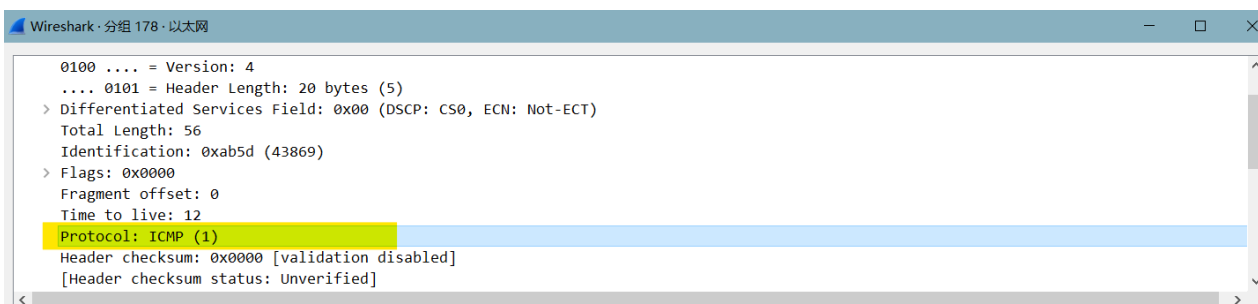 Wireshark · 分组 178 · 以太网
0100 .... = Version: 4
.... 0101 = Header Length: 20 bytes (5)
> Differentiated Services Field: 0x00 (DSCP: CS0, ECN: Not-ECT)
Total Length: 56
Identification: 0xab5d (43869)
> Flags: 0x0000
Fragment offset: 0
Time to live: 12
Protocol: ICMP (1)
Header checksum: 0x0000 [validation disabled]
[Header checksum status: Unverified]